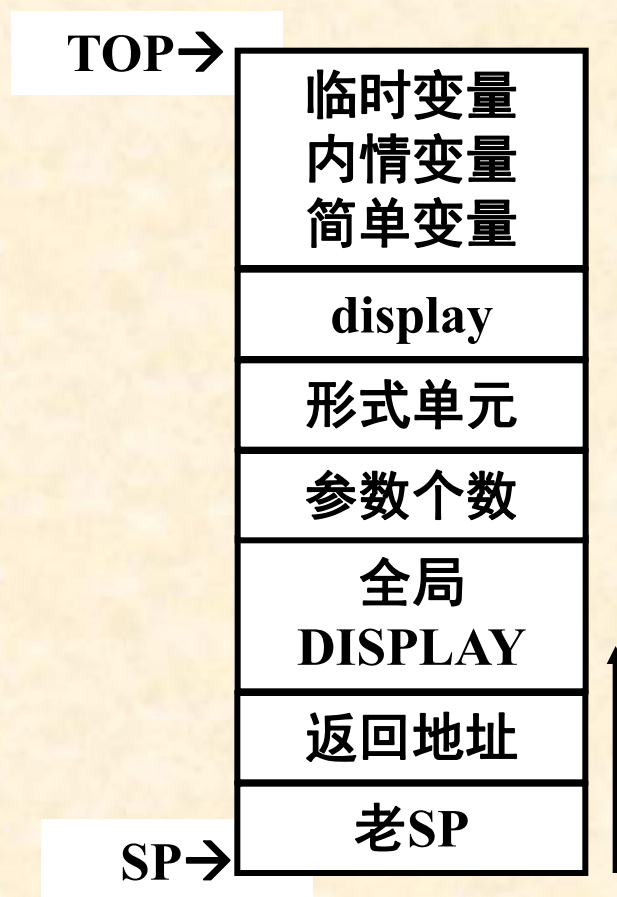 TOP→
临时变量
内情变量
简单变量
display
形式单元
参数个数
全局
DISPLAY
返回地址
老SP
SP→